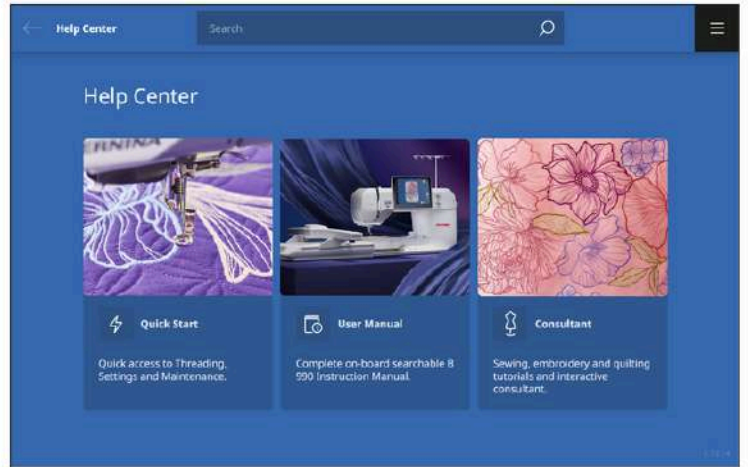 Help Center
Search
Help Center
ERNINA
Quick Start
User Manual
Consultant
Quick access to Threading,
Settings and Maintenance.
Complete on-board searchable B
990 Instruction Manual.
Sewing, embroidery and quilting
tutorials and interactive
consultant.